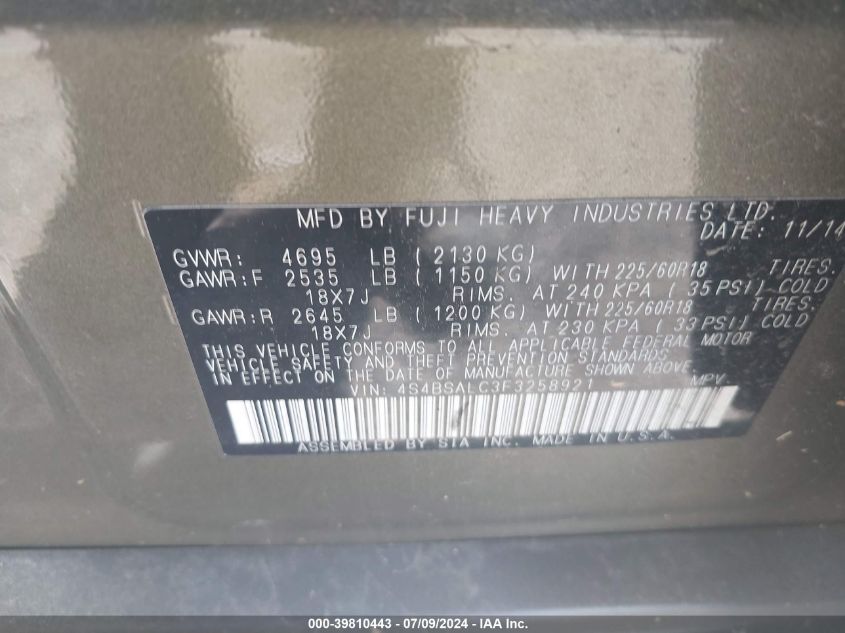 MFD BY FUJI HEAVY INDUSTRIES LTD.
DATE: 11/14
GVWR: 4695 LB ( 2130 KG)
GAWR:F 2535 LB ( 1150 KG) WITH 225/60R18 TIRES.
18X7J RIMS. AT 240 KPA ( 35 PSI) COLD
GAWR:R 2645 LB ( 1200 KG) WITH 225/60R18 TIRES.
18X7J RIMS. AT 230 KPA ( 33 PSI) COLD
THIS VEHICLE CONFORMS TO ALL APPLICABLE FEDERAL MOTOR
VEHICLE SAFETY AND THEFT PREVENTION STANDARDS
IN EFFECT ON THE DATE OF MANUFACTURE SHOWN ABOVE.
VIN: 4S4BSALC3F3258921 MPV
ASSEMBLED BY SIA INC. MADE IN U.S.A.
000-39810443 - 07/09/2024 - IAA Inc.